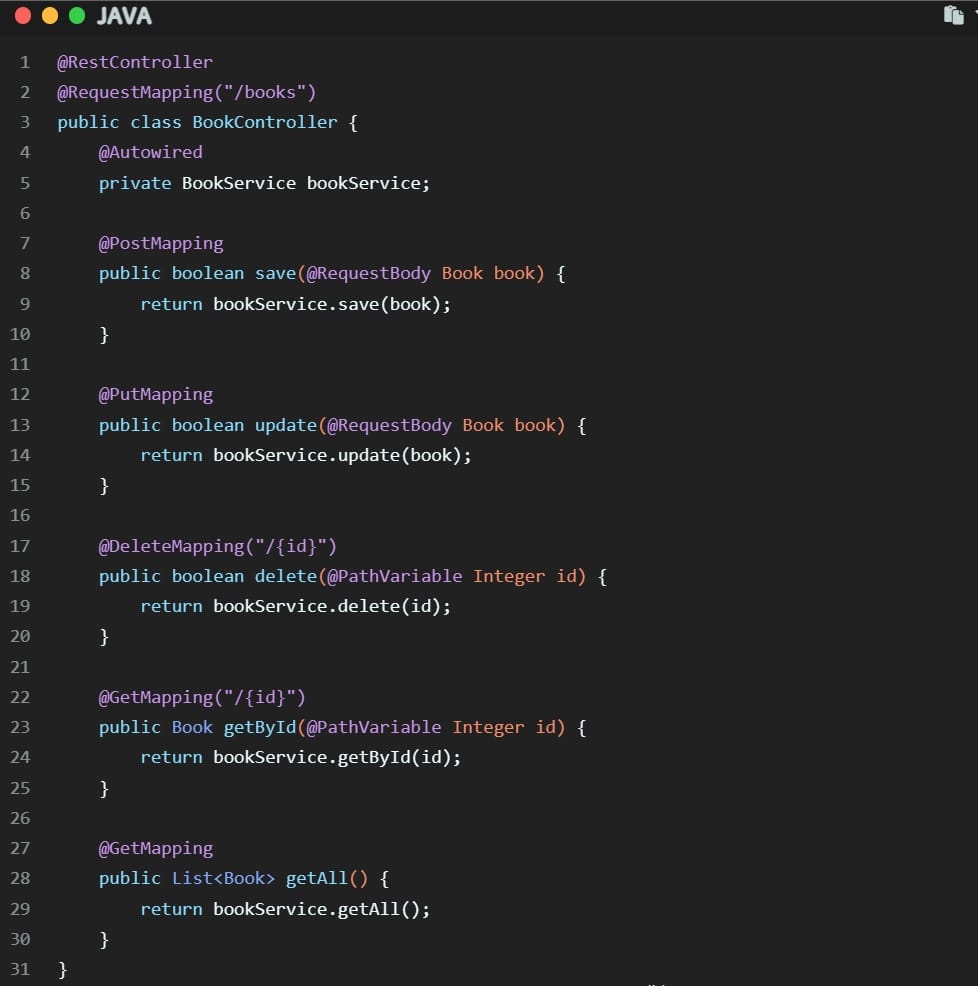 JAVA
1 @RestController
2 @RequestMapping("/books")
3 public class BookController {
4     @Autowired
5     private BookService bookService;
6
7     @PostMapping
8     public boolean save(@RequestBody Book book) {
9         return bookService.save(book);
10     }
11
12     @PutMapping
13     public boolean update(@RequestBody Book book) {
14         return bookService.update(book);
15     }
16
17     @DeleteMapping("/{id}")
18     public boolean delete(@PathVariable Integer id) {
19         return bookService.delete(id);
20     }
21
22     @GetMapping("/{id}")
23     public Book getById(@PathVariable Integer id) {
24         return bookService.getById(id);
25     }
26
27     @GetMapping
28     public List<Book> getAll() {
29         return bookService.getAll();
30     }
31 }